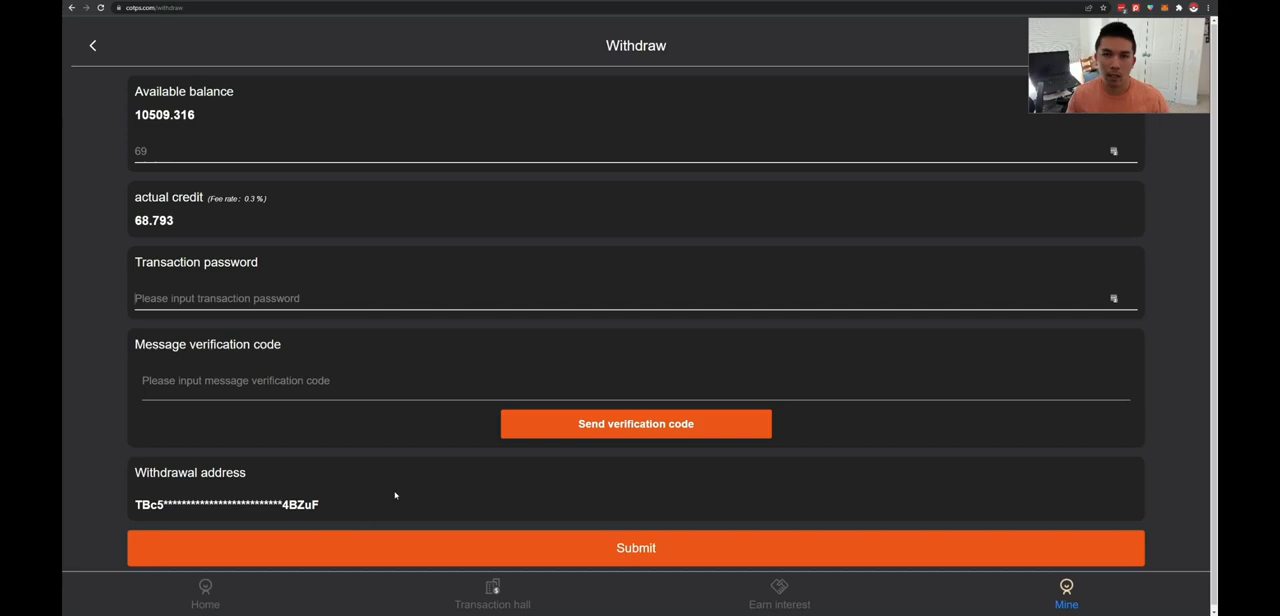 cotps.com/withdraw
Withdraw
Available balance
10509.316
69
actual credit (Fee rate: 0.3 %)
68.793
Transaction password
Please input transaction password
Message verification code
Please input message verification code
Send verification code
Withdrawal address
TBc5**************************4BZuF
Submit
Home
Transaction hall
Earn interest
Mine